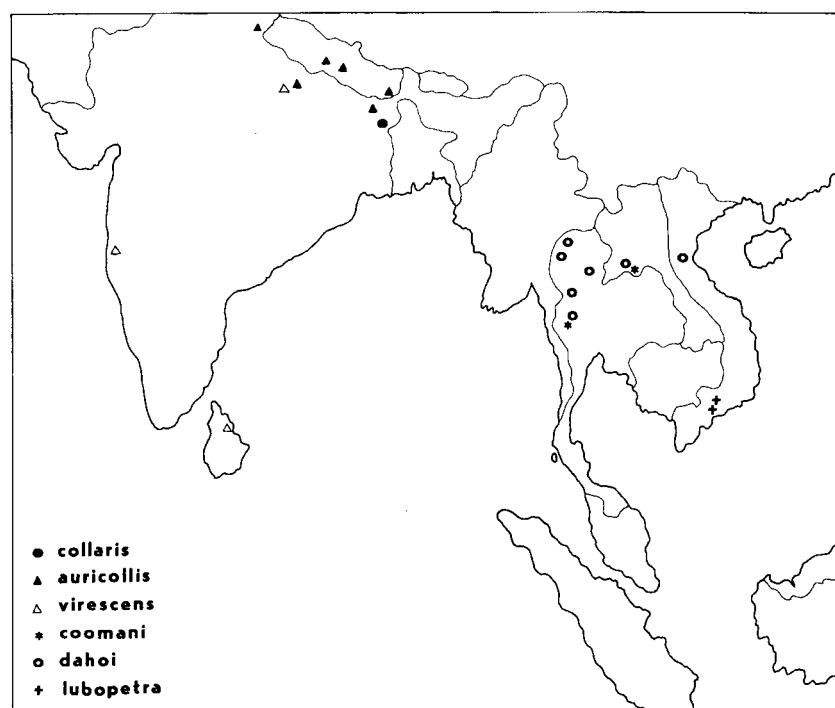 collaris
auricollis
virescens
coomani
dahoi
lubopetra